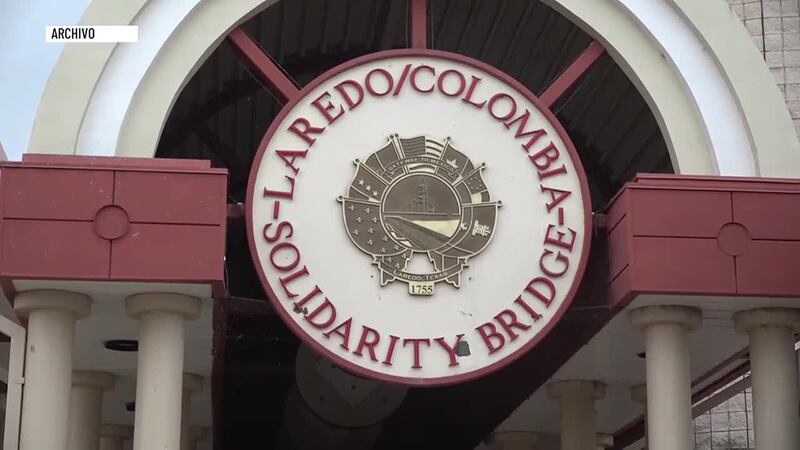 ARCHIVO
LAREDO/COLOMBIA
SOLIDARITY BRIDGE
GATEWAY TO MEXICO
LAREDO, TEXAS
1755